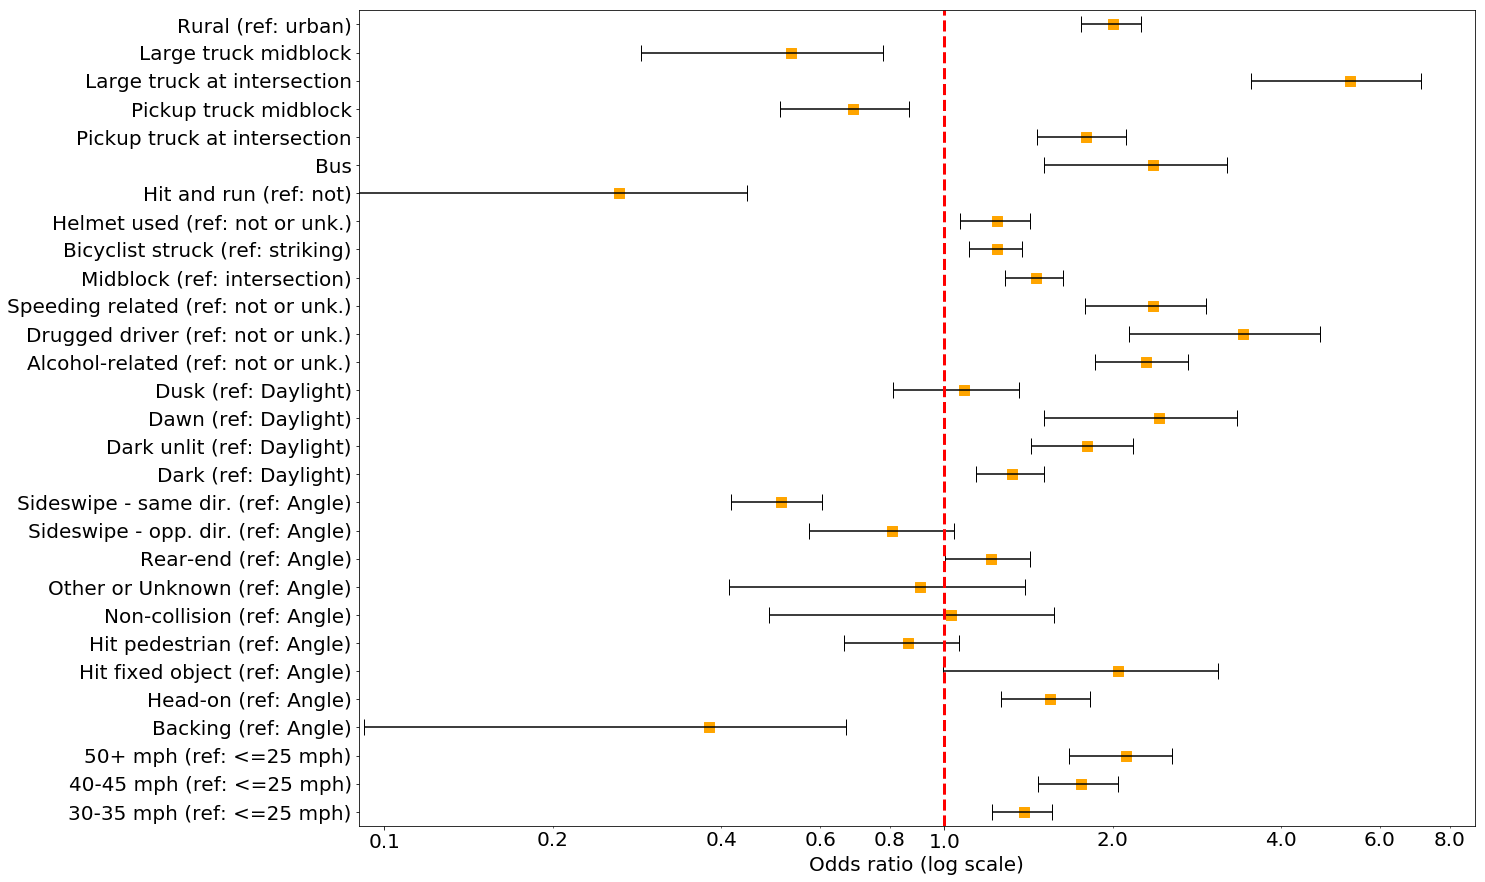 Rural (ref: urban)
Large truck midblock
Large truck at intersection
Pickup truck midblock
Pickup truck at intersection
Bus
Hit and run (ref: not)
Helmet used (ref: not or unk.)
Bicyclist struck (ref: striking)
Midblock (ref: intersection)
Speeding related (ref: not or unk.)
Drugged driver (ref: not or unk.)
Alcohol-related (ref: not or unk.)
Dusk (ref: Daylight)
Dawn (ref: Daylight)
Dark unlit (ref: Daylight)
Dark (ref: Daylight)
Sideswipe - same dir. (ref: Angle)
Sideswipe - opp. dir. (ref: Angle)
Rear-end (ref: Angle)
Other or Unknown (ref: Angle)
Non-collision (ref: Angle)
Hit pedestrian (ref: Angle)
Hit fixed object (ref: Angle)
Head-on (ref: Angle)
Backing (ref: Angle)
50+ mph (ref: <=25 mph)
40-45 mph (ref: <=25 mph)
30-35 mph (ref: <=25 mph)
0.1 0.2 0.4 0.6 0.8 1.0 2.0 4.0 6.0 8.0
Odds ratio (log scale)